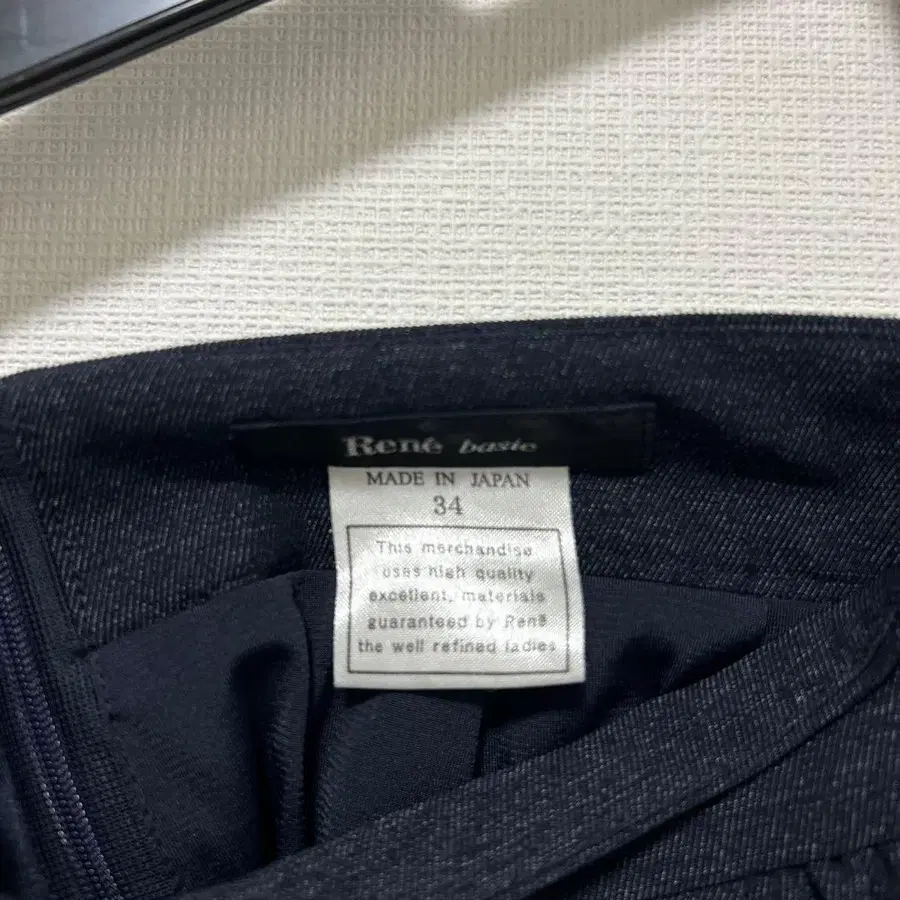 René basic
MADE IN JAPAN
34
This merchandise
uses high quality
excellent, materials
guaranteed by René
the well refined ladies